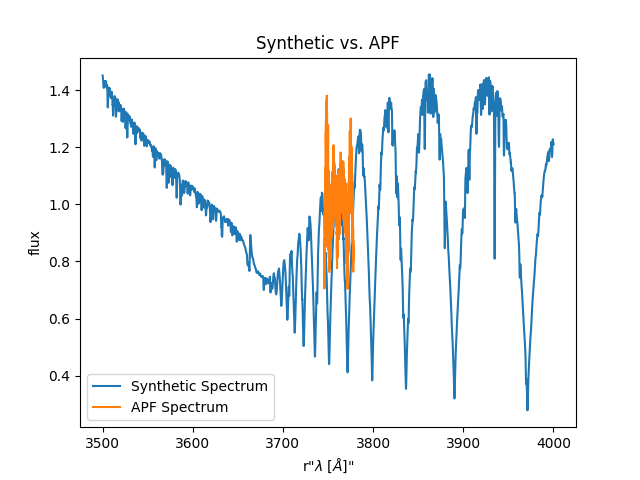 Synthetic vs. APF
1.4
1.2
1.0
0.8
0.6
0.4
flux
Synthetic Spectrum
APF Spectrum
3500 3600 3700 3800 3900 4000
r"λ [Å]"